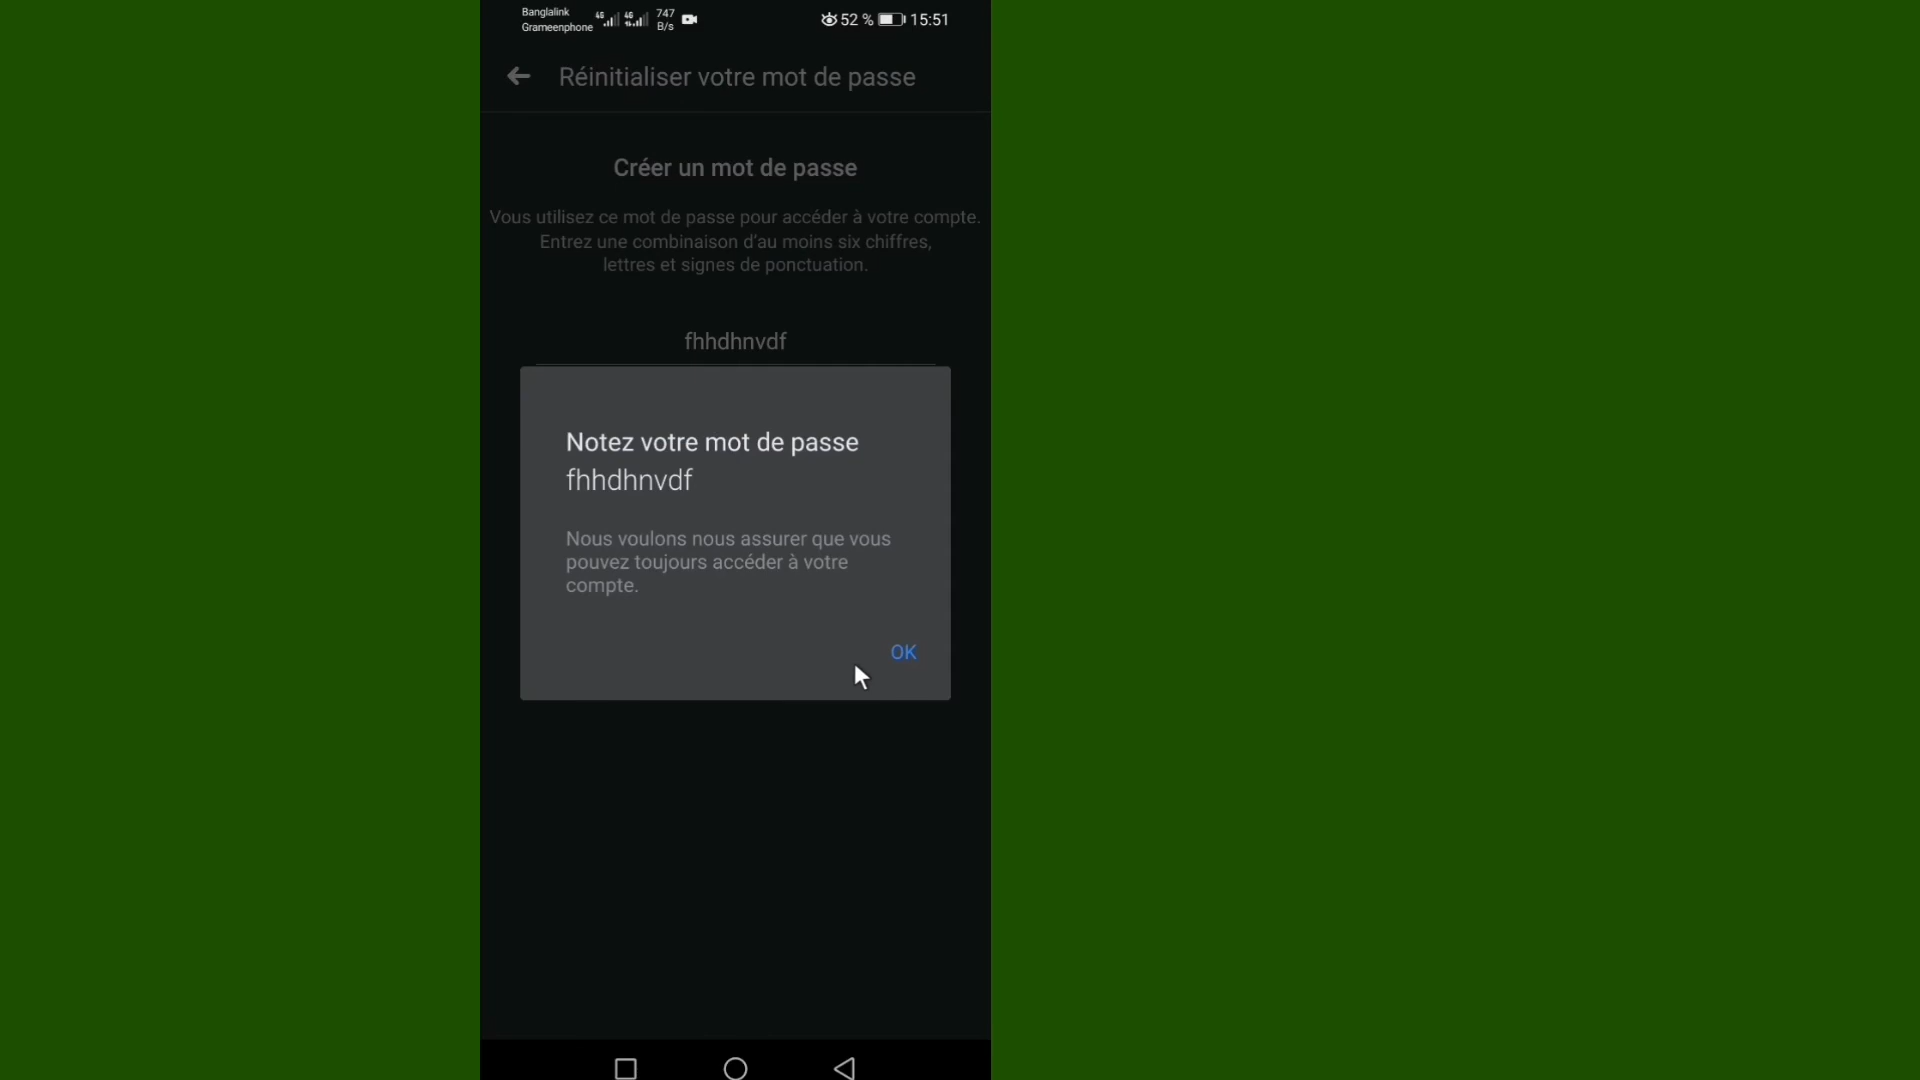 Banglalink
Grameenphone
4G 4G 747 B/s 52 % 15:51
Réinitialiser votre mot de passe
Créer un mot de passe
Vous utilisez ce mot de passe pour accéder à votre compte.
Entrez une combinaison d'au moins six chiffres,
lettres et signes de ponctuation.
fhhdhnvdf
Notez votre mot de passe
fhhdhnvdf
Nous voulons nous assurer que vous
pouvez toujours accéder à votre
compte.
OK